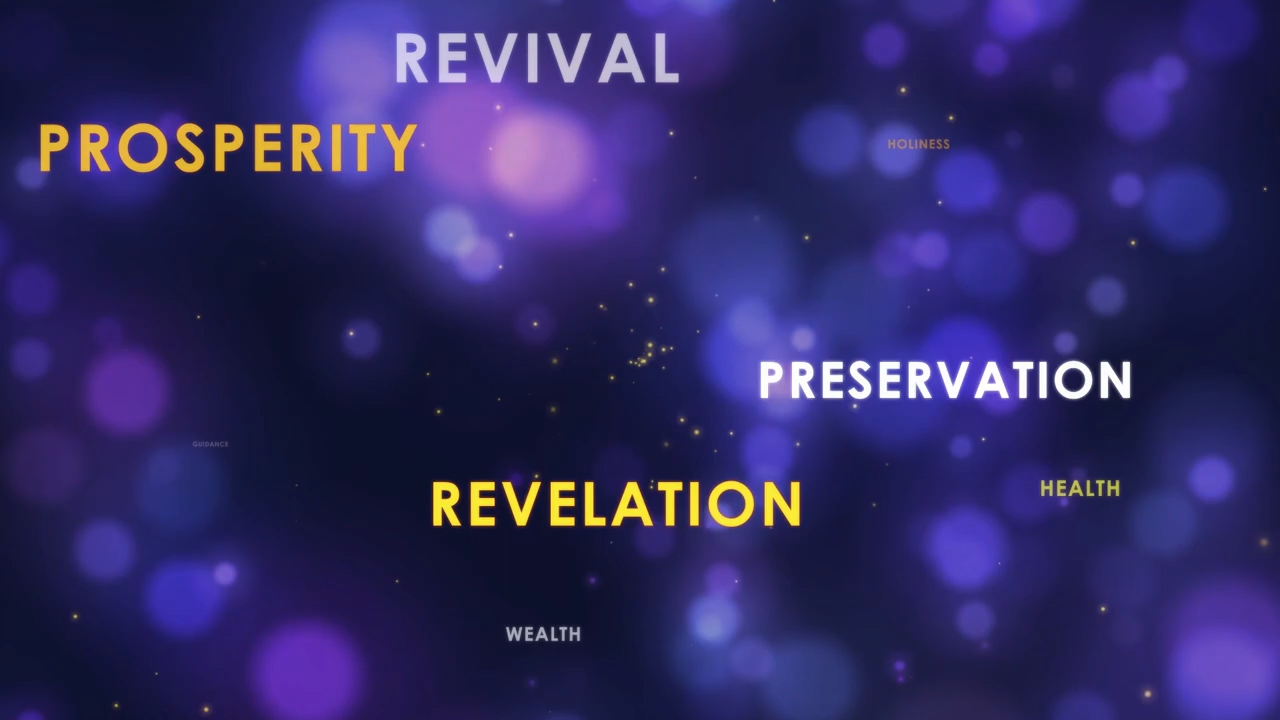 REVIVAL
PROSPERITY
HOLINESS
PRESERVATION
GUIDANCE
HEALTH
REVELATION
WEALTH